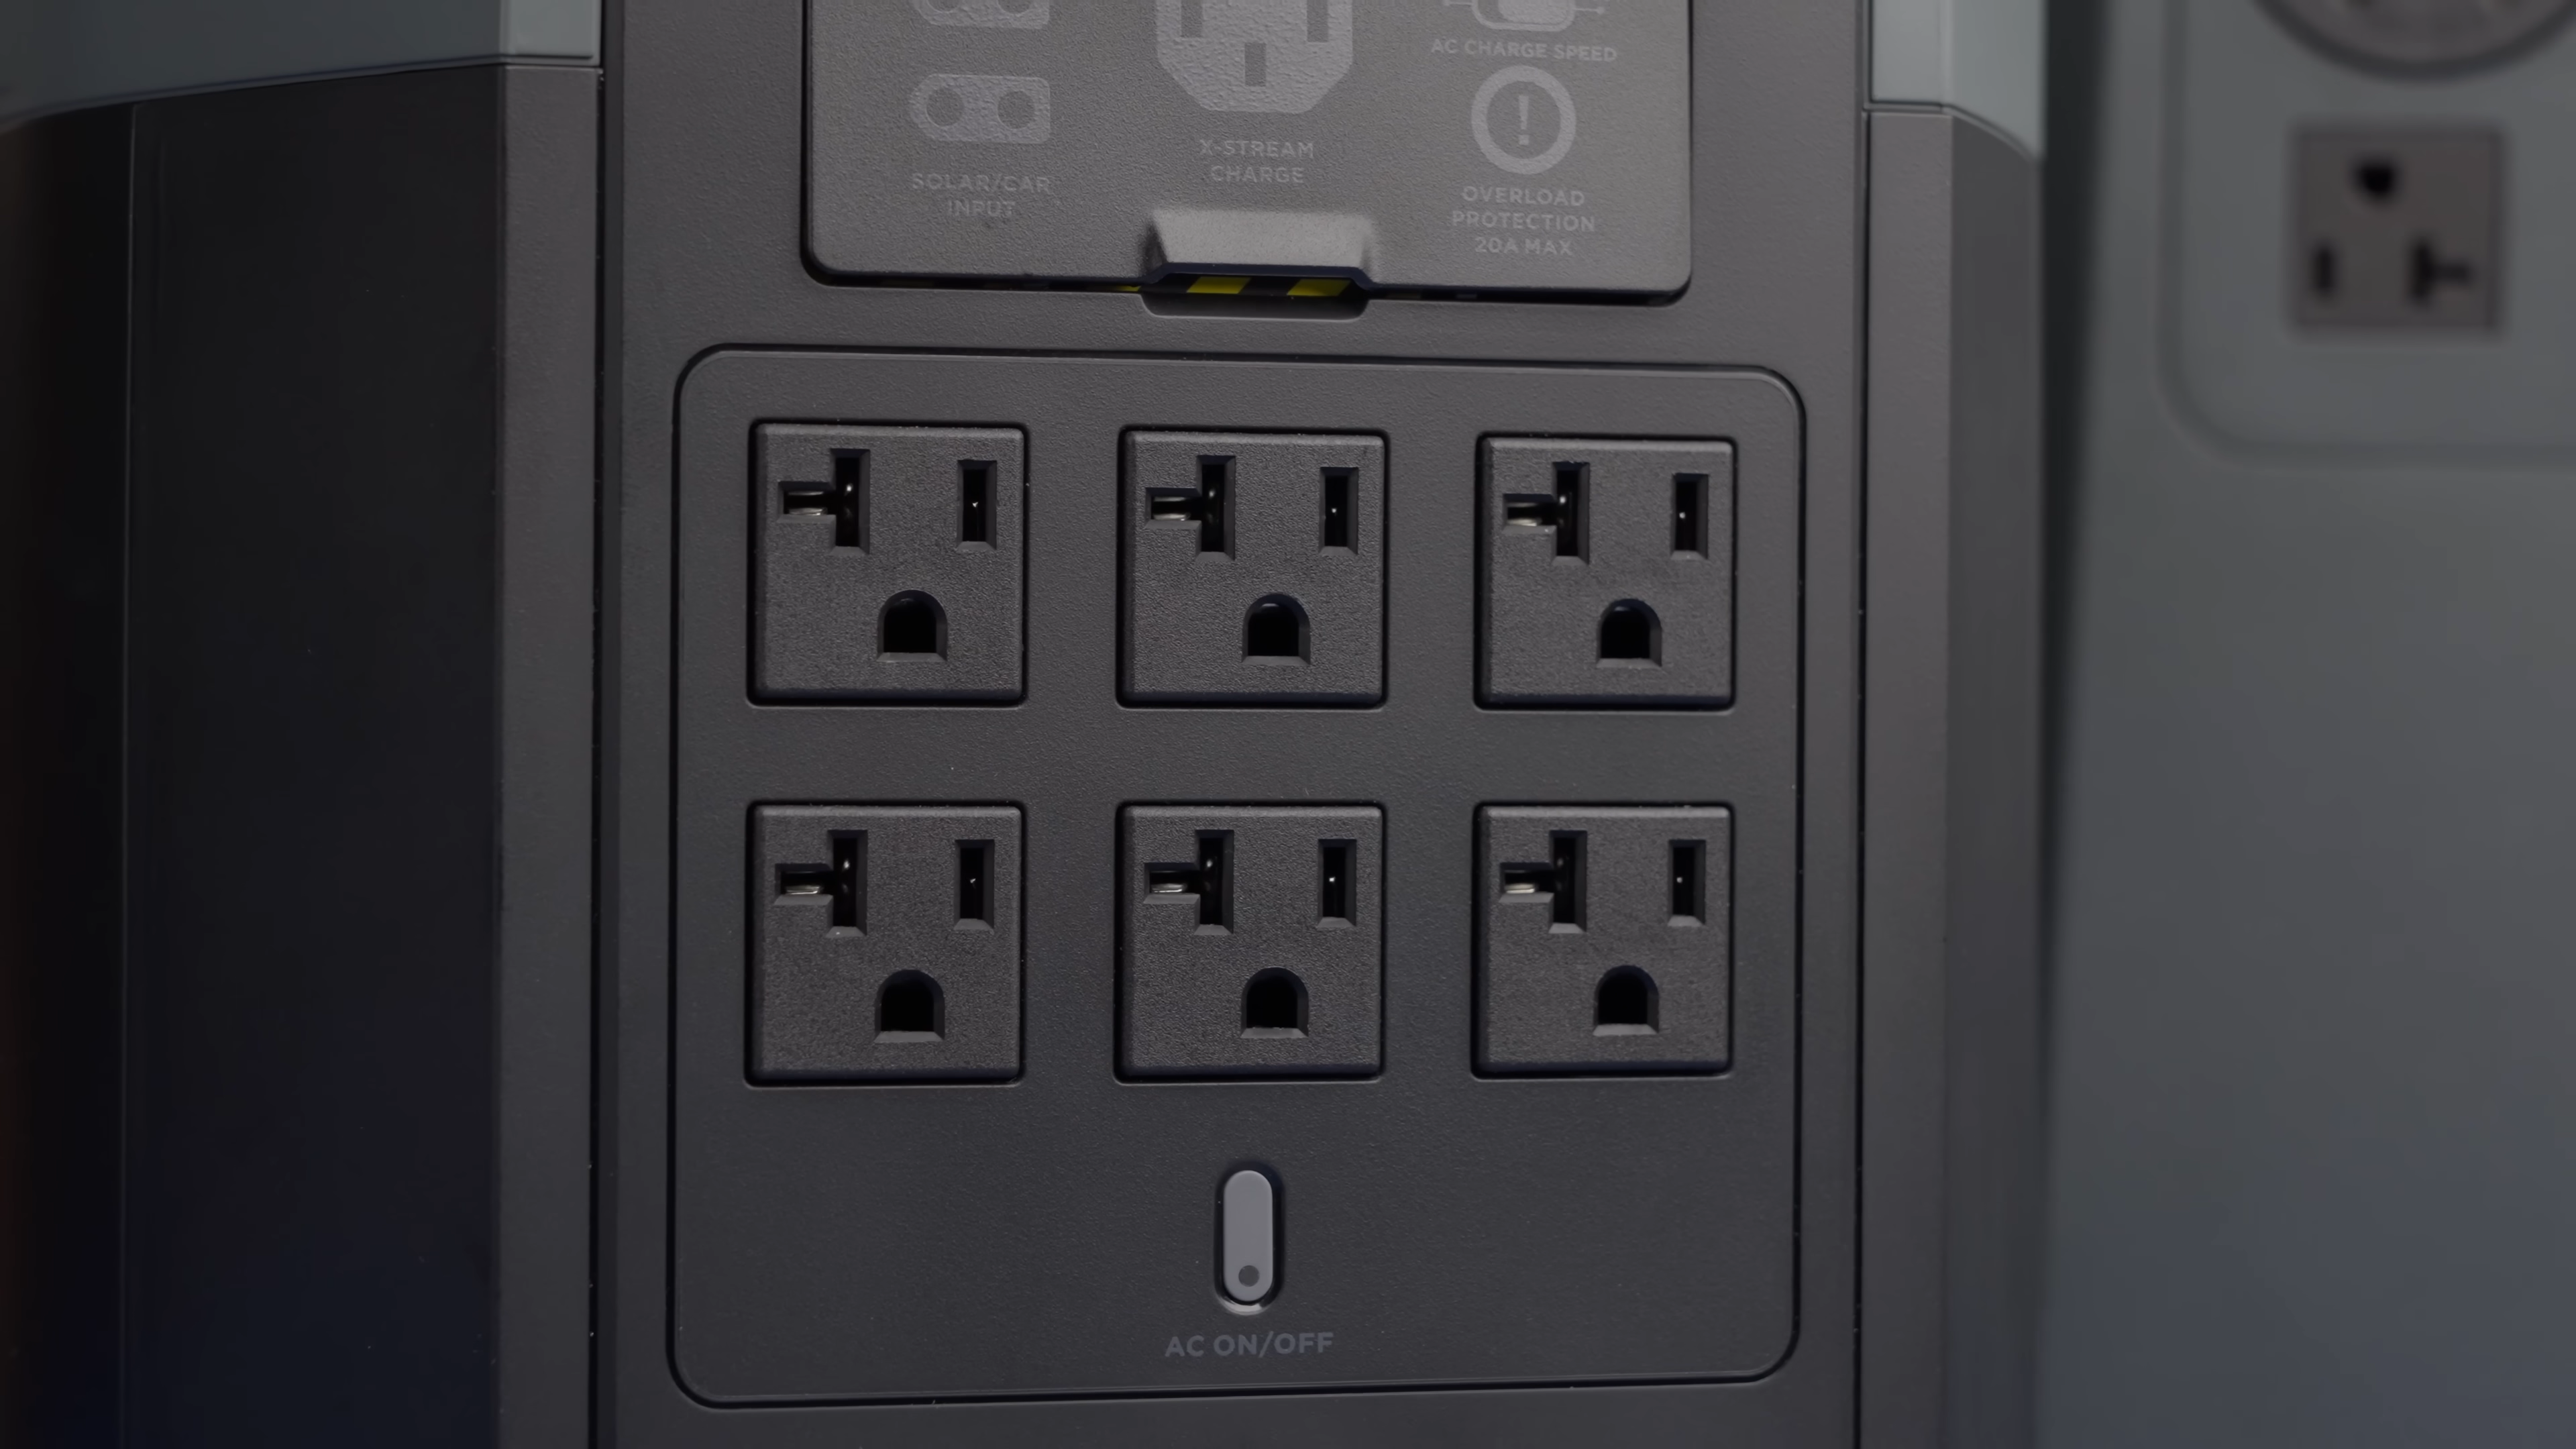 AC CHARGE SPEED
X-STREAM
CHARGE
SOLAR/CAR
INPUT
OVERLOAD
PROTECTION
20A MAX
AC ON/OFF